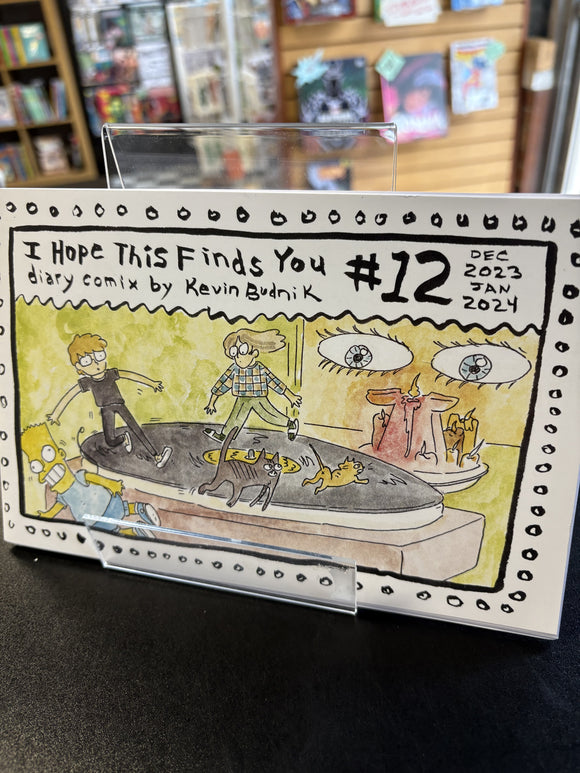 I Hope This Finds You
diary comix by Kevin Budnik
#12
DEC
2023
JAN
2024